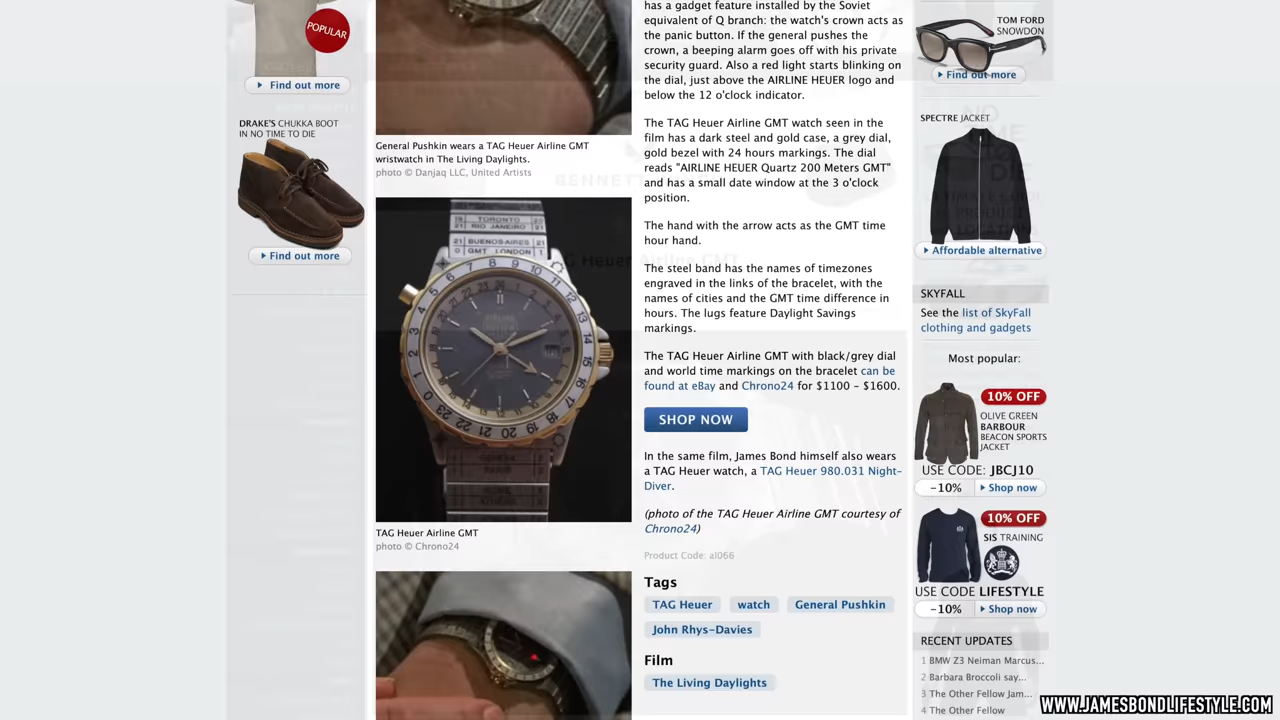 POPULAR
Find out more
DRAKE'S CHUKKA BOOT
IN NO TIME TO DIE
Find out more
General Pushkin wears a TAG Heuer Airline GMT
wristwatch in The Living Daylights.
photo © Danjaq LLC, United Artists
TORONTO
21 RIO JANEIRO
21 BUENOS-AIRES
0 GMT LONDON 1
TAG Heuer Airline GMT
photo © Chrono24
has a gadget feature installed by the Soviet
equivalent of Q branch: the watch's crown acts as
the panic button. If the general pushes the
crown, a beeping alarm goes off with his private
security guard. Also a red light starts blinking on
the dial, just above the AIRLINE HEUER logo and
below the 12 o'clock indicator.
The TAG Heuer Airline GMT watch seen in the
film has a dark steel and gold case, a grey dial,
gold bezel with 24 hours markings. The dial
reads "AIRLINE HEUER Quartz 200 Meters GMT"
and has a small date window at the 3 o'clock
position.
The hand with the arrow acts as the GMT time
hour hand.
The steel band has the names of timezones
engraved in the links of the bracelet, with the
names of cities and the GMT time difference in
hours. The lugs feature Daylight Savings
markings.
The TAG Heuer Airline GMT with black/grey dial
and world time markings on the bracelet can be
found at eBay and Chrono24 for $1100 – $1600.
SHOP NOW
In the same film, James Bond himself also wears
a TAG Heuer watch, a TAG Heuer 980.031 Night-
Diver.
(photo of the TAG Heuer Airline GMT courtesy of
Chrono24)
Product Code: al066
Tags
TAG Heuer watch General Pushkin
John Rhys-Davies
Film
The Living Daylights
TOM FORD
SNOWDON
Find out more
SPECTRE JACKET
Affordable alternative
SKYFALL
See the list of SkyFall
clothing and gadgets
Most popular:
10% OFF
OLIVE GREEN
BARBOUR
BEACON SPORTS
JACKET
USE CODE: JBCJ10
-10% Shop now
10% OFF
SIS TRAINING
USE CODE LIFESTYLE
-10% Shop now
RECENT UPDATES
1 BMW Z3 Neiman Marcus...
2 Barbara Broccoli say...
3 The Other Fellow Jam...
4 The Other Fellow
WWW.JAMESBONDLIFESTYLE.COM